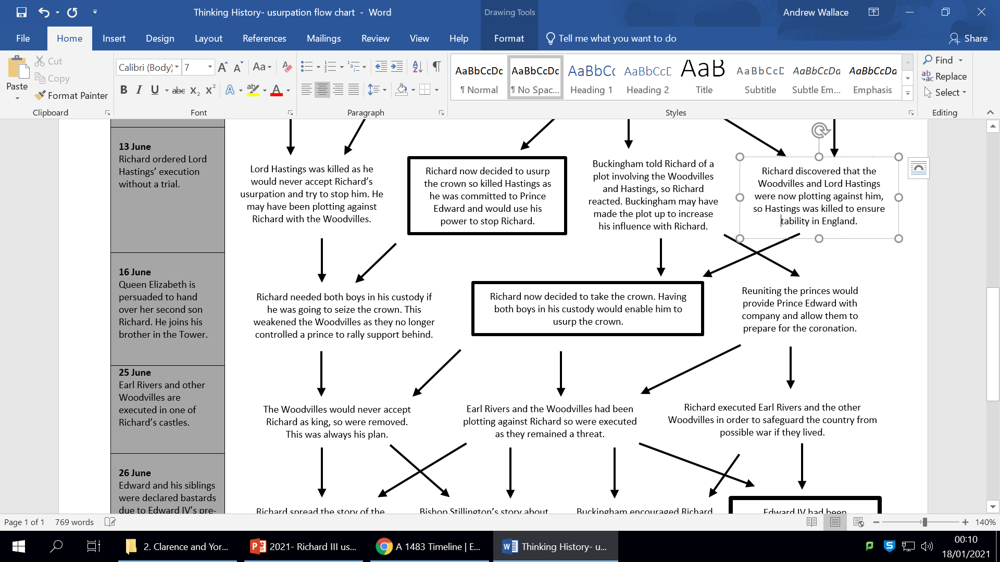 Thinking History- usurpation flow chart - Word
Drawing Tools
Andrew Wallace
File
Home
Insert
Design
Layout
References
Mailings
Review
View
Help
Format
Tell me what you want to do
Share
Paste
Cut
Copy
Format Painter
Clipboard
Calibri (Body)
7
Aa
B I U abc x₂ x²
Font
Paragraph
AaBbCcDc
¶ Normal
AaBbCcDc
¶ No Spac...
AaBbCc
Heading 1
AaBbCcE
Heading 2
AaB
Title
AaBbCcD
Subtitle
AaBbCcDa
Subtle Em...
AaBbCcDa
Emphasis
Styles
Find
Replace
Select
Editing
13 June
Richard ordered Lord
Hastings’ execution
without a trial.
Lord Hastings was killed as he
would never accept Richard’s
usurpation and try to stop him. He
may have been plotting against
Richard with the Woodvilles.
Richard now decided to usurp
the crown so killed Hastings as
he was committed to Prince
Edward and would use his
power to stop Richard.
Buckingham told Richard of a
plot involving the Woodvilles
and Hastings, so Richard
reacted. Buckingham may have
made the plot up to increase
his influence with Richard.
Richard discovered that the
Woodvilles and Lord Hastings
were now plotting against him,
so Hastings was killed to ensure
tability in England.
16 June
Queen Elizabeth is
persuaded to hand
over her second son
Richard. He joins his
brother in the Tower.
Richard needed both boys in his custody if
he was going to seize the crown. This
weakened the Woodvilles as they no longer
controlled a prince to rally support behind.
Richard now decided to take the crown. Having
both boys in his custody would enable him to
usurp the crown.
Reuniting the princes would
provide Prince Edward with
company and allow them to
prepare for the coronation.
25 June
Earl Rivers and other
Woodvilles are
executed in one of
Richard’s castles.
The Woodvilles would never accept
Richard as king, so were removed.
This was always his plan.
Earl Rivers and the Woodvilles had been
plotting against Richard so were executed
as they remained a threat.
Richard executed Earl Rivers and the other
Woodvilles in order to safeguard the country from
possible war if they lived.
26 June
Edward and his siblings
were declared bastards
due to Edward IV’s pre-
Richard spread the story of the
Bishop Stillington’s story about
Buckingham encouraged Richard
Edward IV had been
Page 1 of 1
769 words
140%
2. Clarence and Yor...
2021- Richard III us...
A 1483 Timeline | E...
Thinking History- u...
00:10
18/01/2021